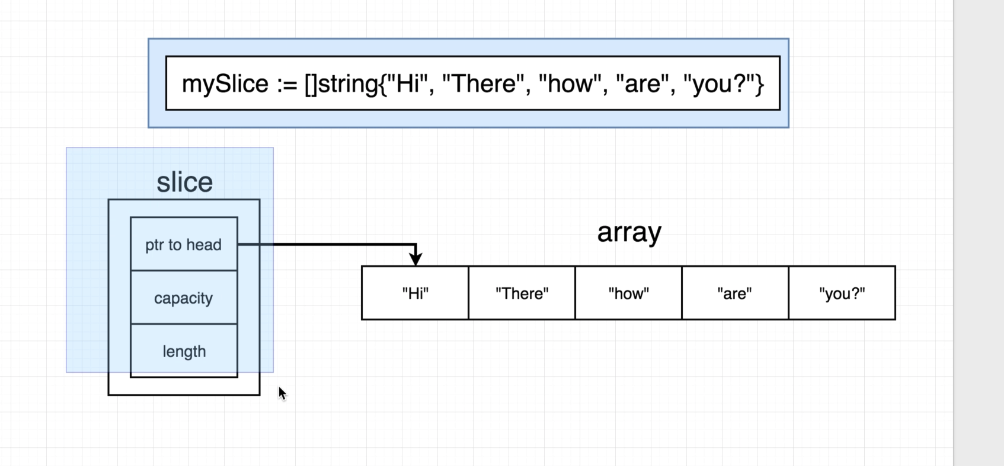 mySlice := []string{"Hi", "There", "how", "are", "you?"}
slice
ptr to head
capacity
length
array
"Hi" "There" "how" "are" "you?"